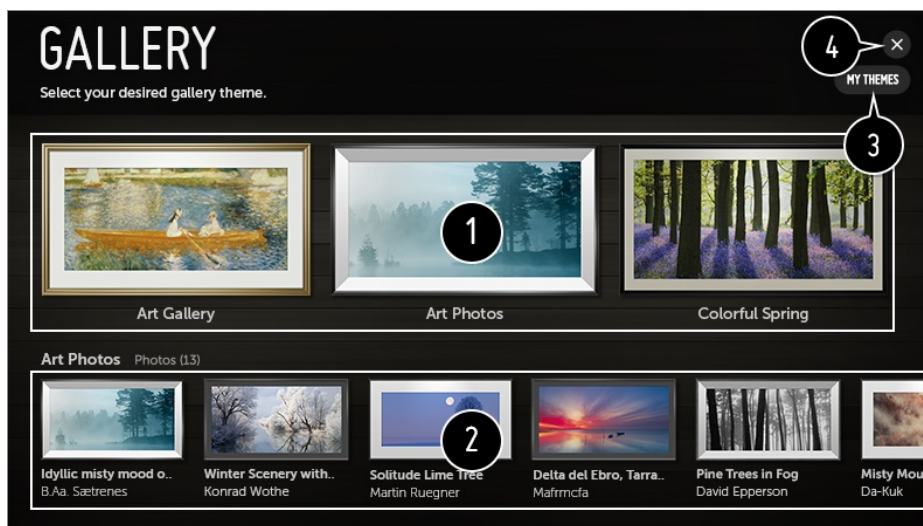 GALLERY
Select your desired gallery theme.
4
MY THEMES
3
1
Art Gallery
Art Photos
Colorful Spring
Art Photos Photos (13)
2
Idyllic misty mood o..
B.Aa. Sætrenes
Winter Scenery with..
Konrad Wothe
Solitude Lime Tree
Martin Ruegner
Delta del Ebro, Tarra..
Mafrmcfa
Pine Trees in Fog
David Epperson
Misty Mou
Da-Kuk